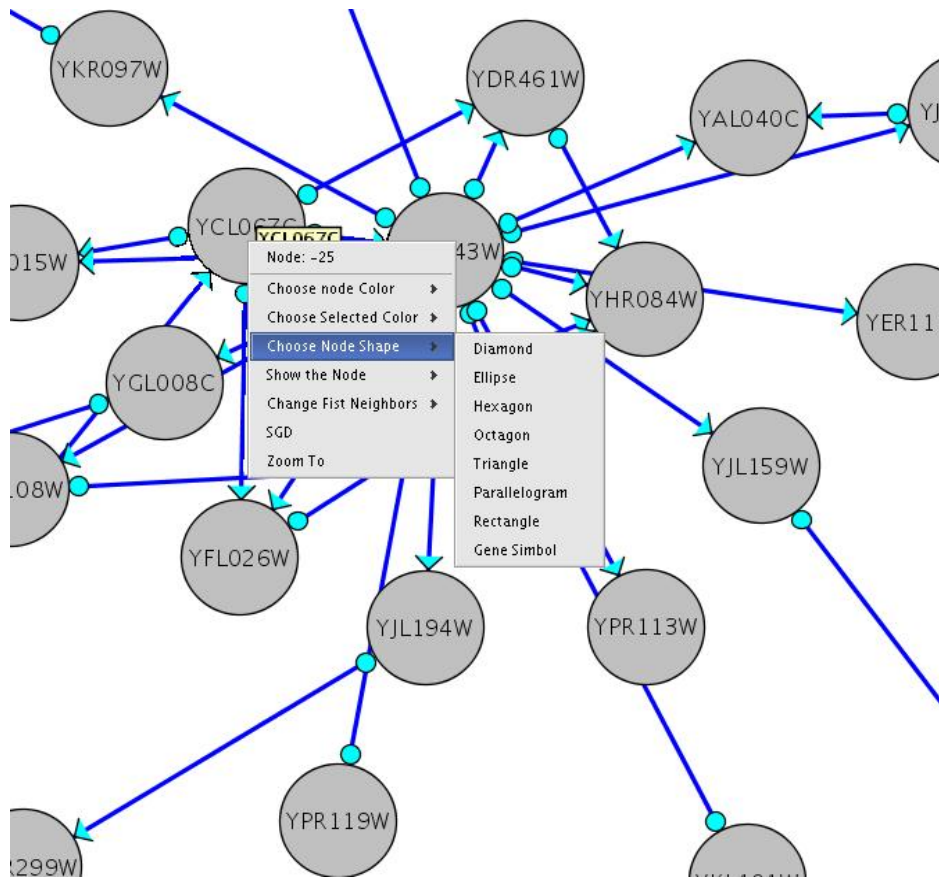 YKR097W
YDR461W
YAL040C
YJ
YCL067C
YCL067C
43W
015W
Node: -25
Choose node Color
Choose Selected Color
Choose Node Shape
Show the Node
Change Fist Neighbors
SGD
Zoom To
Diamond
Ellipse
Hexagon
Octagon
Triangle
Parallelogram
Rectangle
Gene Simbol
YHR084W
YER11
YGL008C
YJL159W
08W
YFL026W
YJL194W
YPR113W
YPR119W
R299W